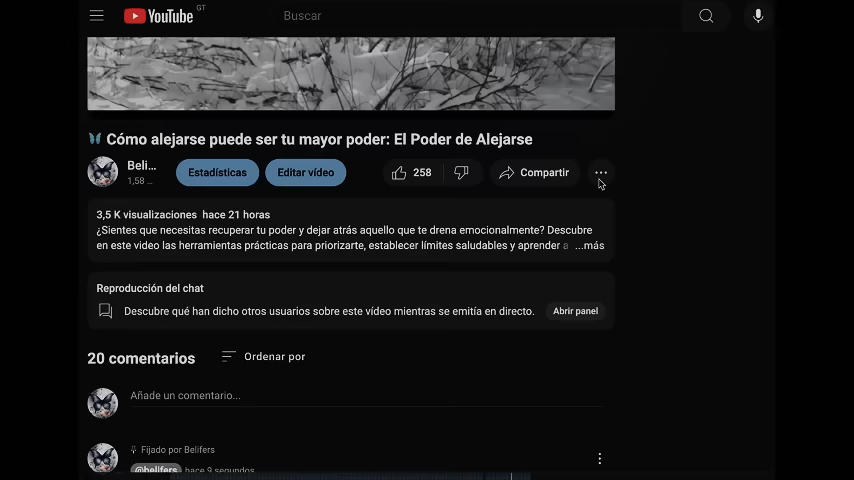 YouTube GT
Buscar
Cómo alejarse puede ser tu mayor poder: El Poder de Alejarse
Beli...
1,58 ...
Estadísticas
Editar vídeo
258
Compartir
3,5 K visualizaciones hace 21 horas
¿Sientes que necesitas recuperar tu poder y dejar atrás aquello que te drena emocionalmente? Descubre
en este video las herramientas prácticas para priorizarte, establecer límites saludables y aprender a ...más
Reproducción del chat
Descubre qué han dicho otros usuarios sobre este vídeo mientras se emitía en directo.
Abrir panel
20 comentarios
Ordenar por
Añade un comentario...
Fijado por Belifers
@belifers hace 9 segundos